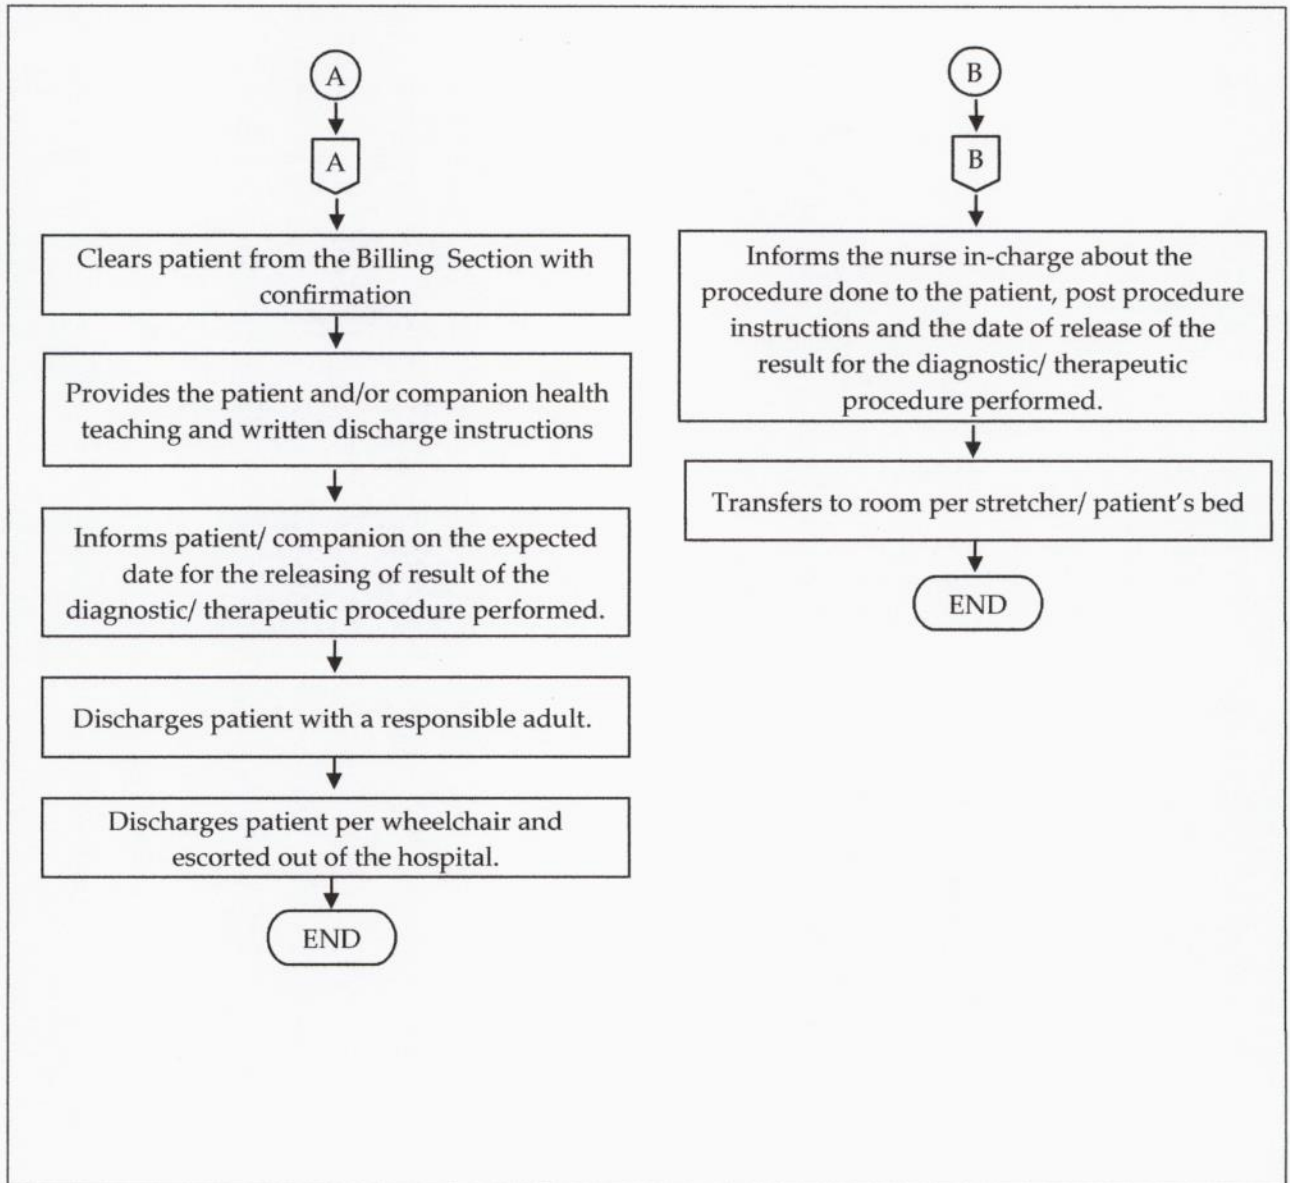 A
A
Clears patient from the Billing Section with
confirmation
Provides the patient and/or companion health
teaching and written discharge instructions
Informs patient/ companion on the expected
date for the releasing of result of the
diagnostic/ therapeutic procedure performed.
Discharges patient with a responsible adult.
Discharges patient per wheelchair and
escorted out of the hospital.
END
B
B
Informs the nurse in-charge about the
procedure done to the patient, post procedure
instructions and the date of release of the
result for the diagnostic/ therapeutic
procedure performed.
Transfers to room per stretcher/ patient's bed
END